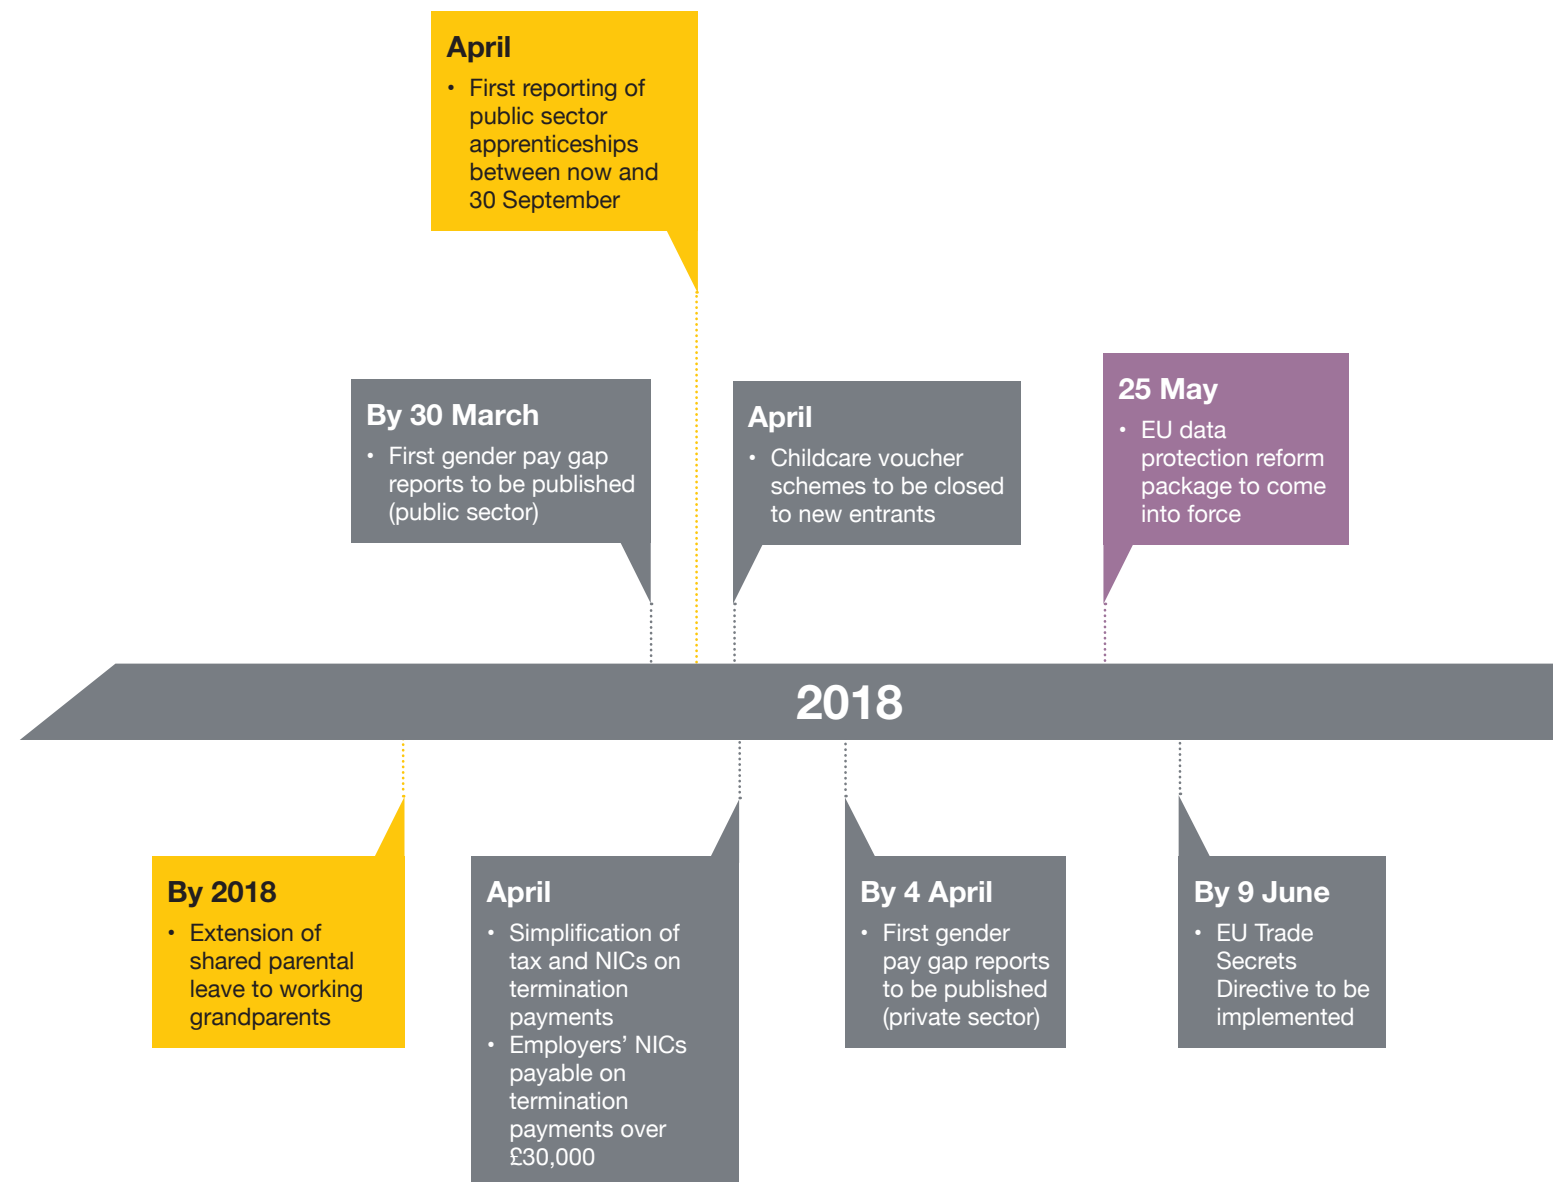 April
• First reporting of
public sector
apprenticeships
between now and
30 September
By 30 March
• First gender pay gap
reports to be published
(public sector)
April
• Childcare voucher
schemes to be closed
to new entrants
25 May
• EU data
protection reform
package to come
into force
2018
By 2018
• Extension of
shared parental
leave to working
grandparents
April
• Simplification of
tax and NICs on
termination
payments
• Employers’ NICs
payable on
termination
payments over
£30,000
By 4 April
• First gender
pay gap reports
to be published
(private sector)
By 9 June
• EU Trade
Secrets
Directive to be
implemented